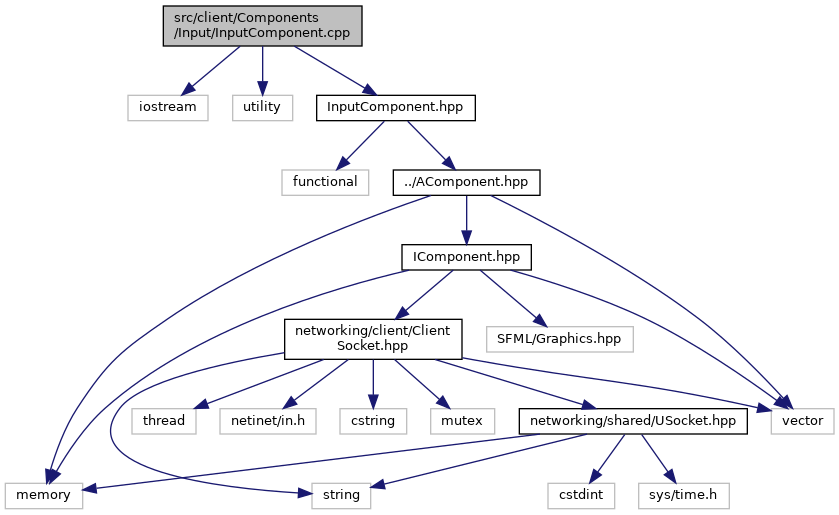 src/client/Components
/Input/InputComponent.cpp
iostream
utility
InputComponent.hpp
functional
../AComponent.hpp
IComponent.hpp
networking/client/Client
Socket.hpp
SFML/Graphics.hpp
thread
netinet/in.h
cstring
mutex
networking/shared/USocket.hpp
vector
memory
string
cstdint
sys/time.h